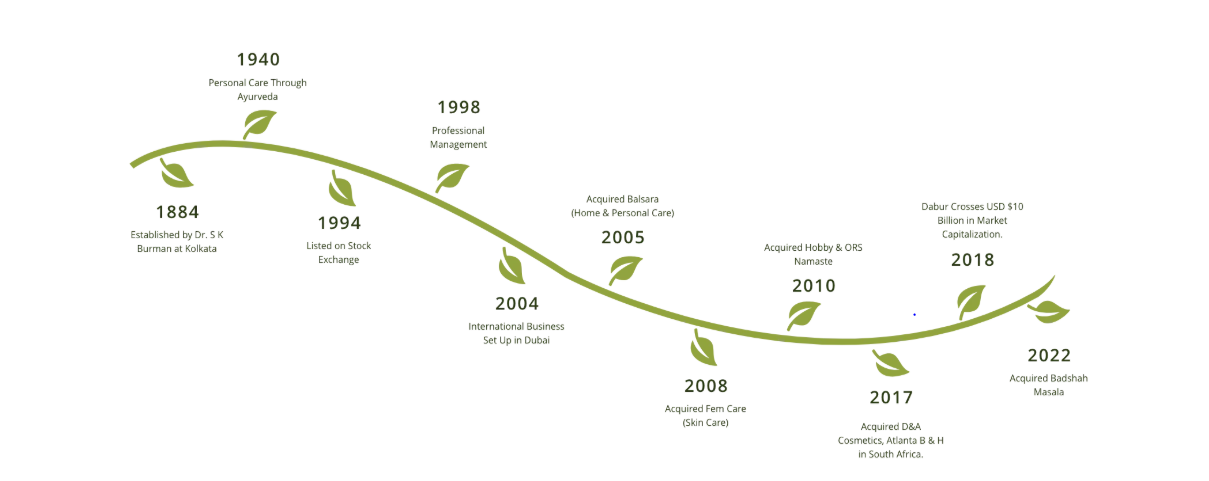 1884
Established by Dr. S K
Burman at Kolkata
1940
Personal Care Through
Ayurveda
1994
Listed on Stock
Exchange
1998
Professional
Management
2004
International Business
Set Up in Dubai
Acquired Balsara
(Home & Personal Care)
2005
2008
Acquired Fem Care
(Skin Care)
Acquired Hobby & ORS
Namaste
2010
2017
Acquired D&A
Cosmetics, Atlanta B & H
in South Africa.
Dabur Crosses USD $10
Billion in Market
Capitalization.
2018
2022
Acquired Badshah
Masala